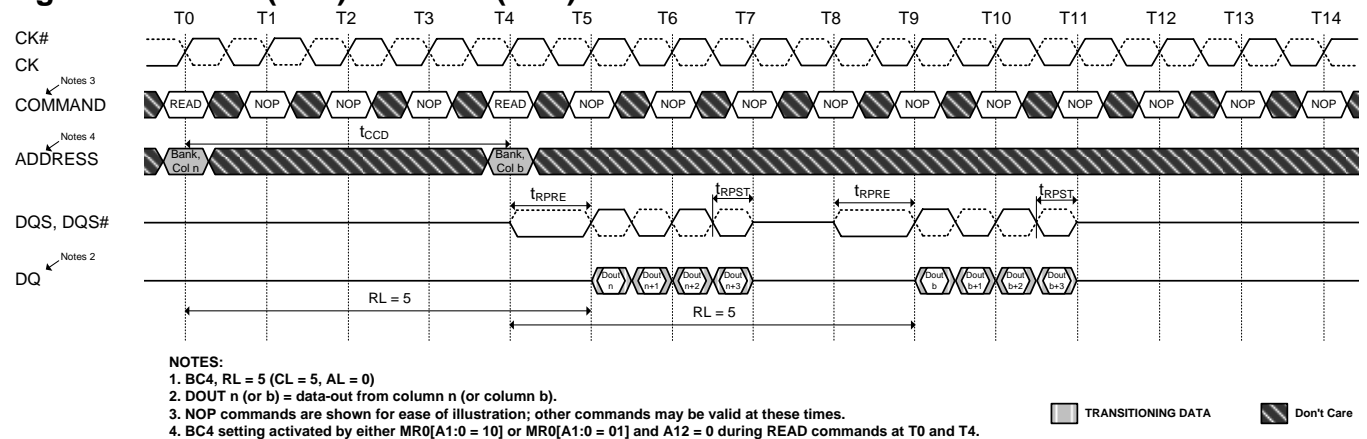 T0 T1 T2 T3 T4 T5 T6 T7 T8 T9 T10 T11 T12 T13 T14
CK#
CK
Notes 3
COMMAND READ NOP NOP NOP READ NOP NOP NOP NOP NOP NOP NOP NOP NOP NOP
tCCD
Notes 4
ADDRESS Bank, Col n Bank, Col b
tRPRE tRPST tRPRE tRPST
DQS, DQS#
Notes 2
DQ Dout n Dout n+1 Dout n+2 Dout n+3 Dout b Dout b+1 Dout b+2 Dout b+3
RL = 5
RL = 5
NOTES:
1. BC4, RL = 5 (CL = 5, AL = 0)
2. DOUT n (or b) = data-out from column n (or column b).
3. NOP commands are shown for ease of illustration; other commands may be valid at these times.
4. BC4 setting activated by either MR0[A1:0 = 10] or MR0[A1:0 = 01] and A12 = 0 during READ commands at T0 and T4.
TRANSITIONING DATA Don't Care